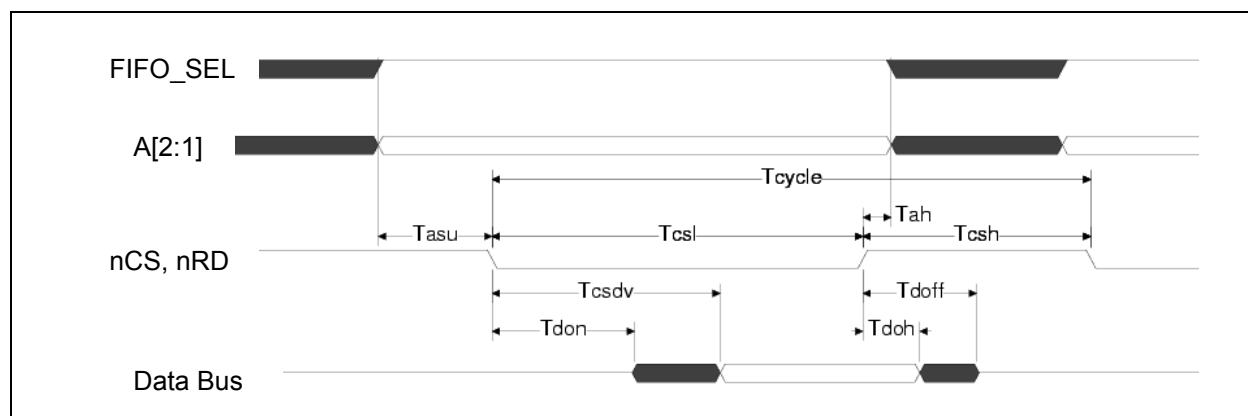 FIFO_SEL
A[2:1]
Tcycle
Tah
Tasu
Tcsl
Tcsh
nCS, nRD
Tcsdv
Tdoff
Tdon
Tdoh
Data Bus